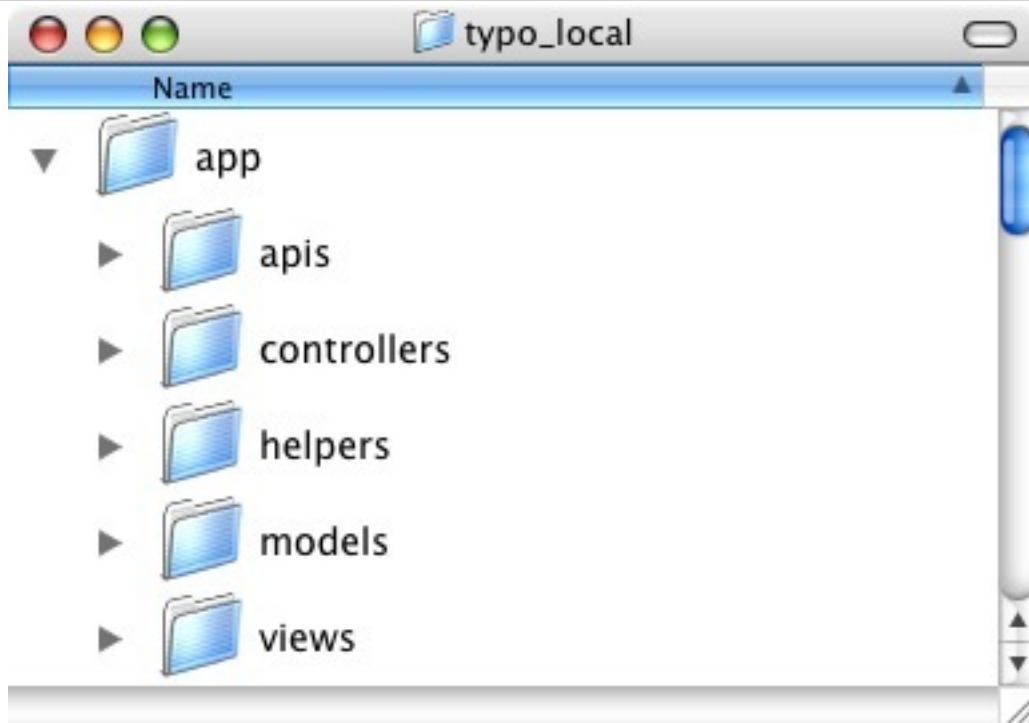 typo_local
Name
app
apis
controllers
helpers
models
views